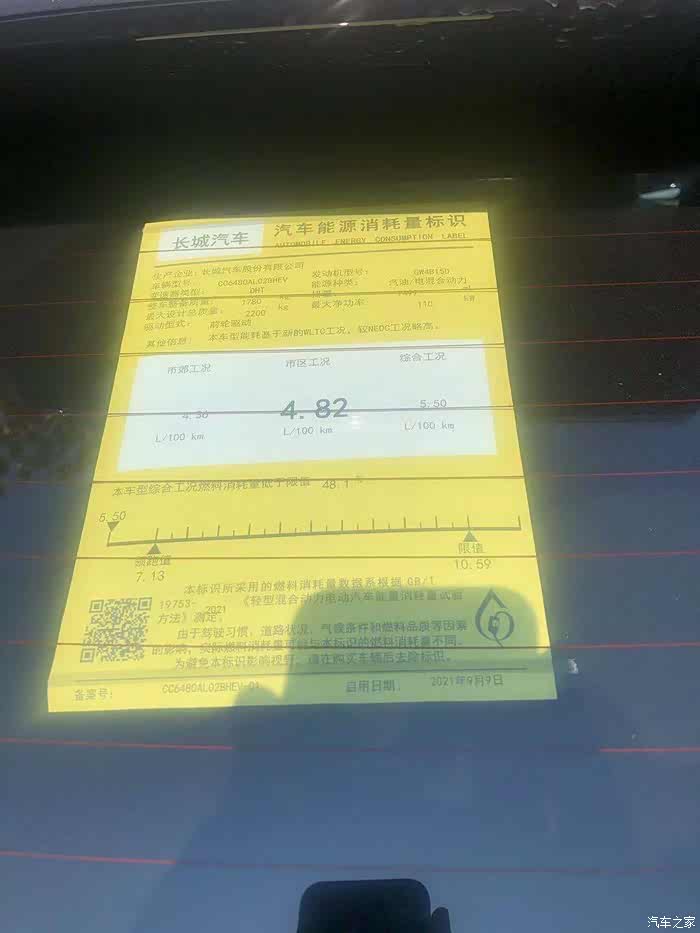 长城汽车
汽车能源消耗量标识
AUTOMOBILE ENERGY CONSUMPTION LABEL
生产企业: 长城汽车股份有限公司
车辆型号: CC6480AL02BHEV
发动机型号: GW4B15D
变速器类型: DHT
能源种类: 汽油/电混合动力
整车整备质量: 1780 kg
排量:
最大设计总质量: 2200 kg
最大净功率 110 kW
驱动型式: 前轮驱动
其他信息: 本车型能耗基于新的WLTC工况，较NEDC工况略高。
市郊工况 市区工况 综合工况
4.82 5.50
L/100 km L/100 km L/100 km
本车型综合工况燃料消耗量低于限值 48.1 %
5.50
领跑值 限值
7.13 10.59
本标识所采用的燃料消耗量数据系根据 GB/T
19753-2021 《轻型混合动力电动汽车能量消耗量试验
方法》测定。
由于驾驶习惯、道路状况、气候条件和燃料品质等因素
的影响，实际燃料消耗量可能与本标识的燃料消耗量不同。
为避免本标识影响视野，请在购买车辆后去除标识。
备案号: CC6480AL02BHEV-01 启用日期: 2021年9月9日
汽车之家